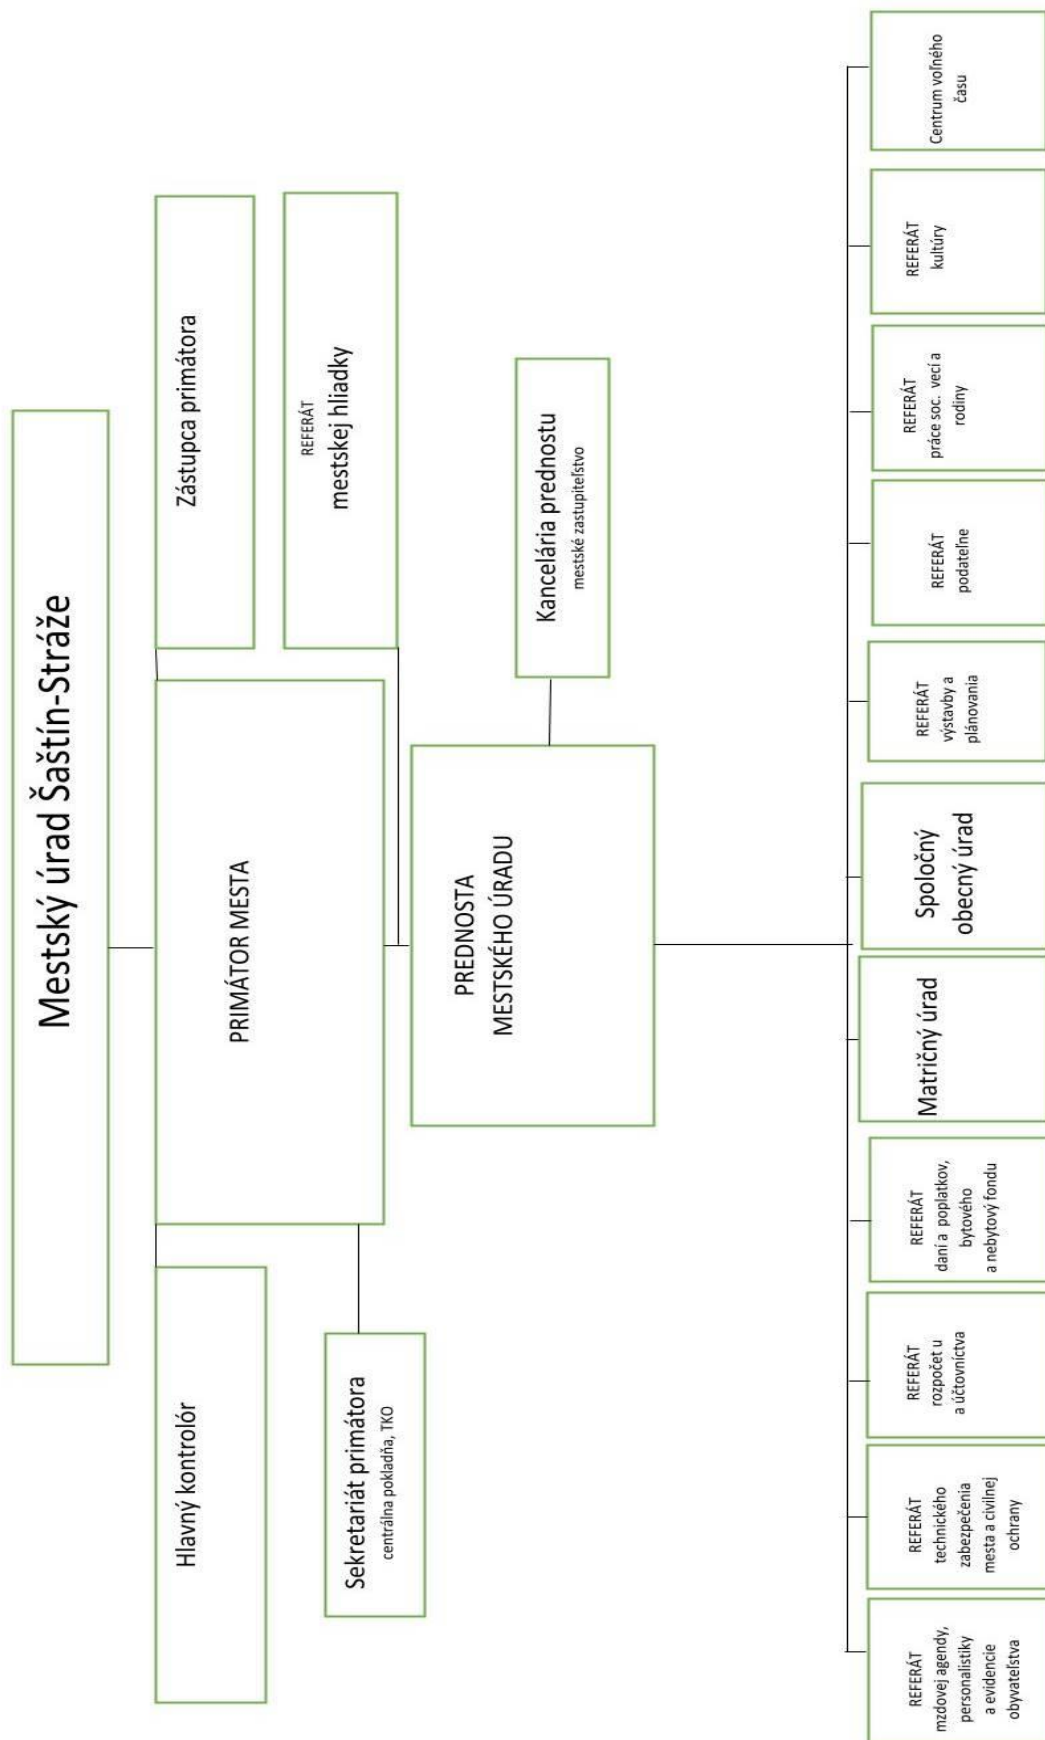 Mestský úrad Šaštín-Stráže
Hlavný kontrolór
PRIMÁTOR MESTA
Zástupca primátora
Sekretariát primátora
centrálna pokladňa, TKO
REFERÁT
mestskej hliadky
PREDNOSTA
MESTSKÉHO ÚRADU
Kancelária prednostu
mestské zastupiteľstvo
REFERÁT
mzdovej agendy,
personalistiky
a evidencie
obyvateľstva
REFERÁT
technického
zabezpečenia
mesta a civilnej
ochrany
REFERÁT
rozpočet u
a účtovníctva
REFERÁT
daní a poplatkov,
bytového
a nebytový fondu
Matričný úrad
Spoločný
obecný úrad
REFERÁT
výstavby a
plánovania
REFERÁT
podateľne
REFERÁT
práce soc. vecí a
rodiny
REFERÁT
kultúry
Centrum voľného
času